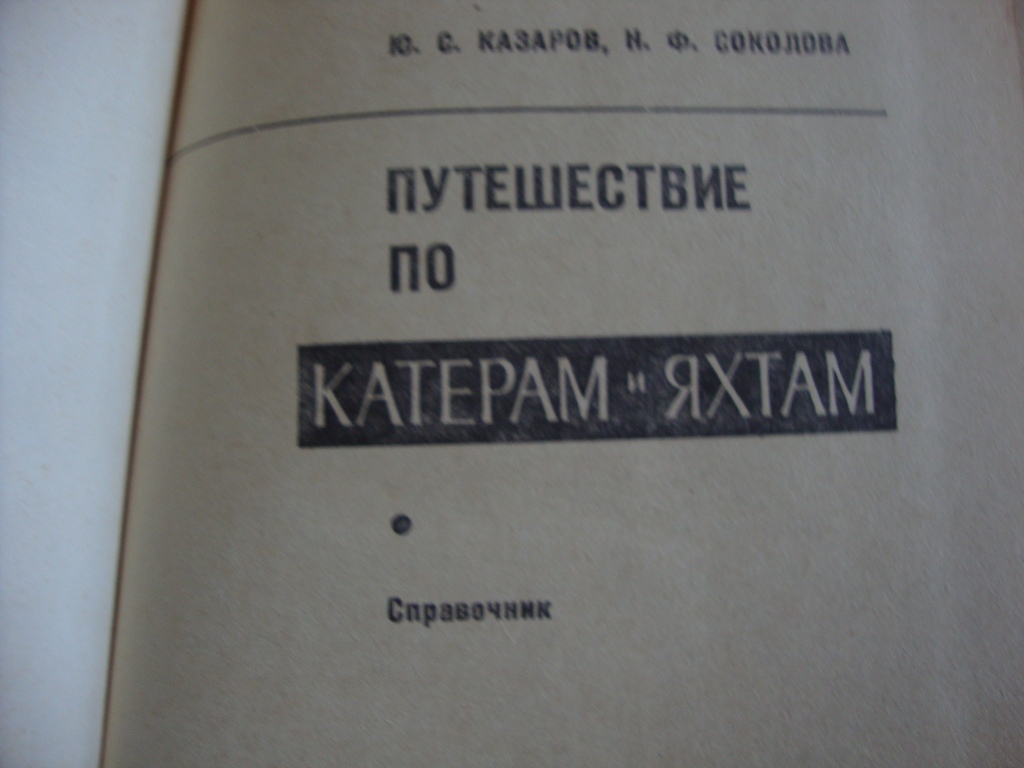 Ю. С. КАЗАРОВ, Н. Ф. СОКОЛОВА
ПУТЕШЕСТВИЕ
ПО
КАТЕРАМ и ЯХТАМ
Справочник